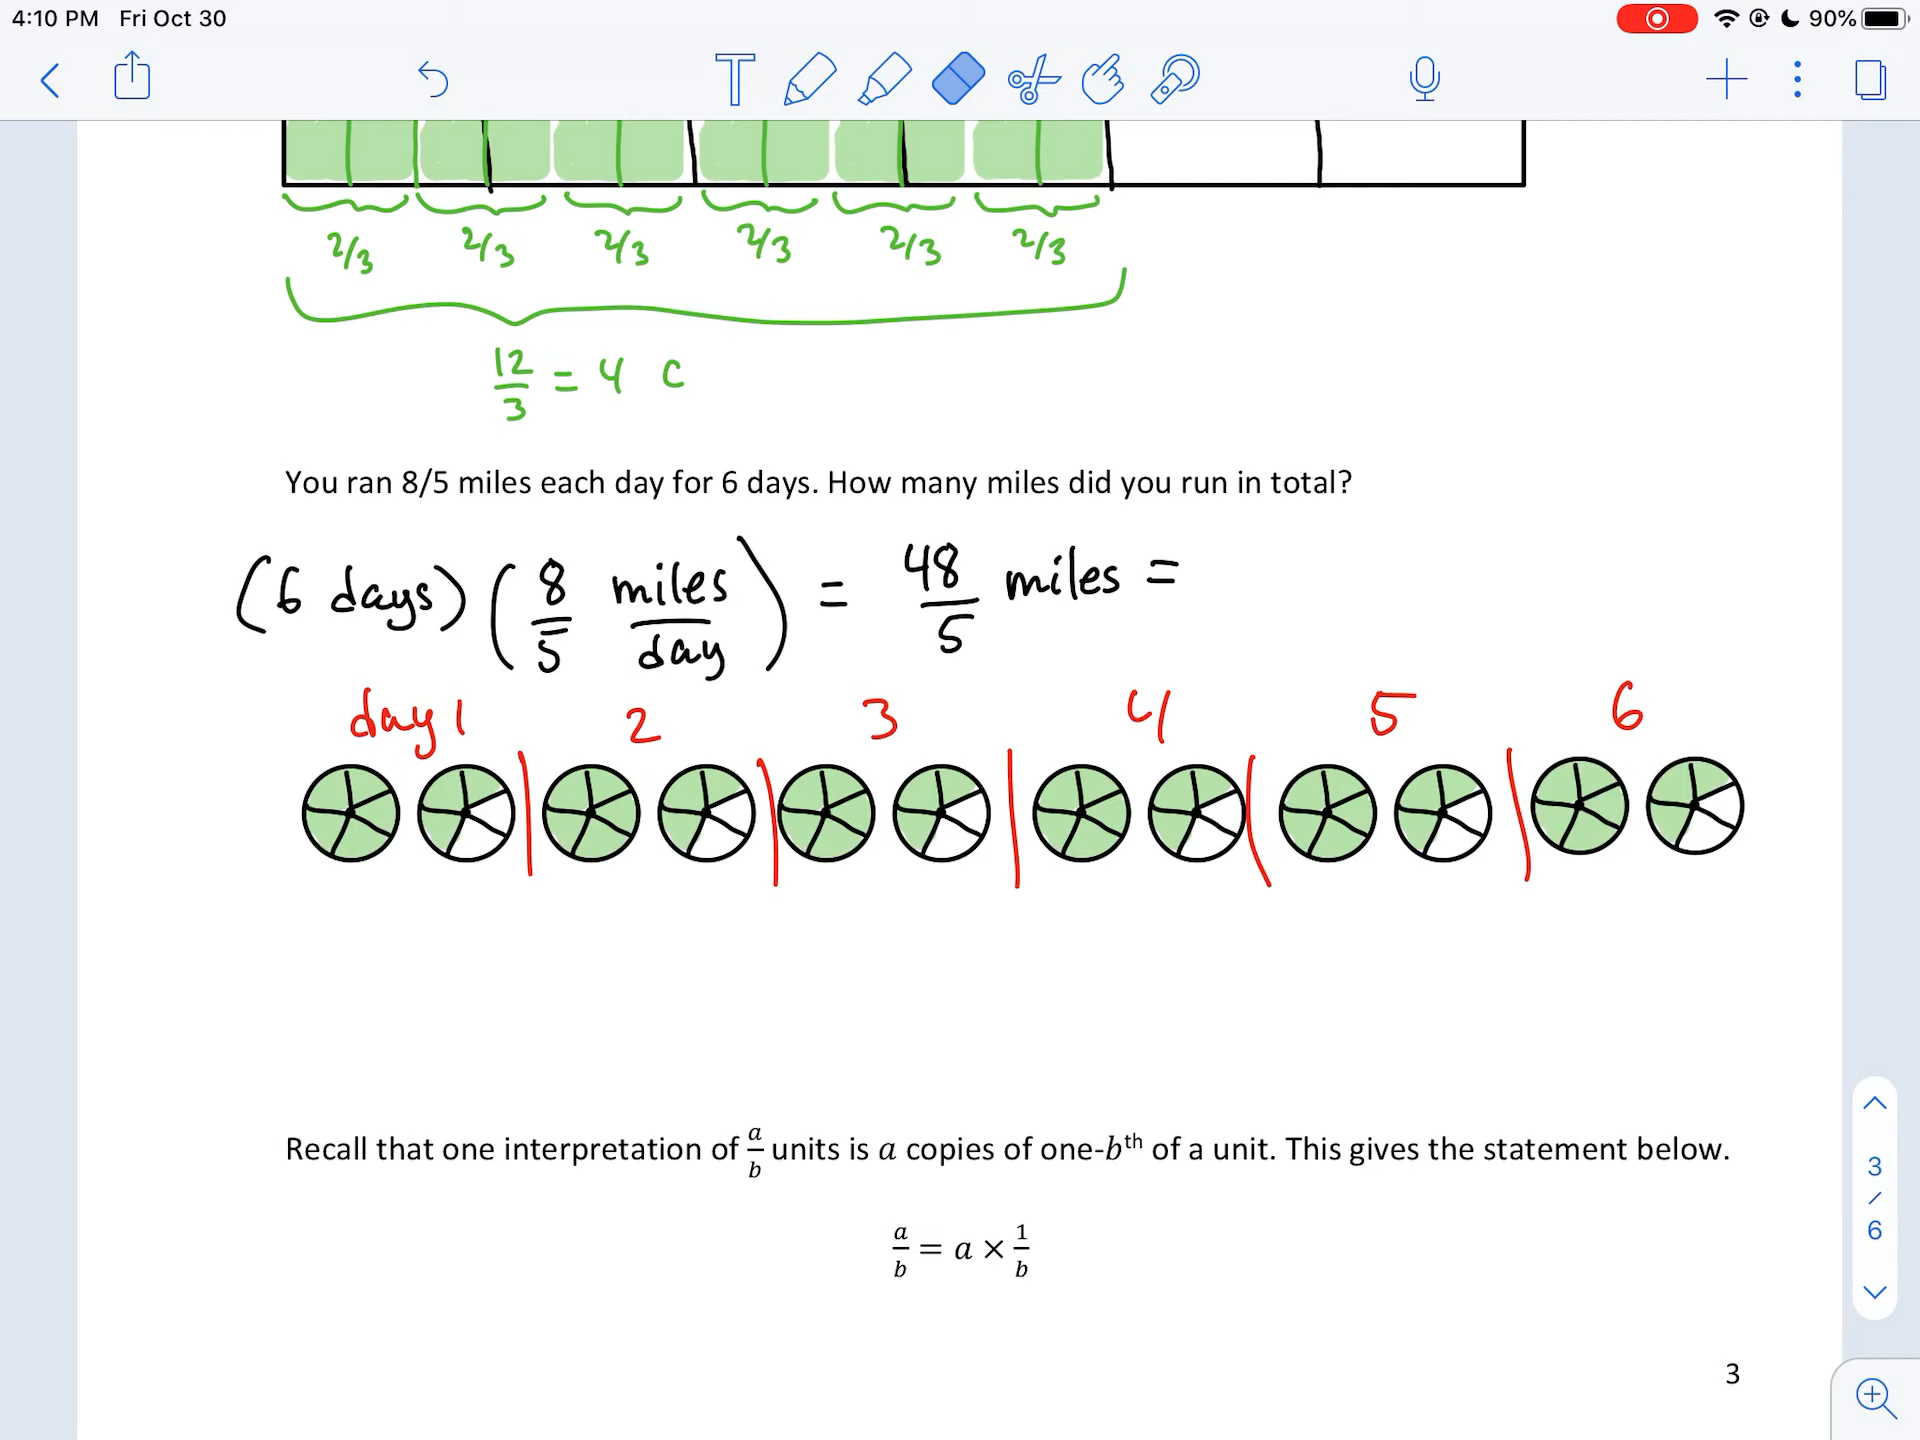 4:10 PM Fri Oct 30 90%
T
2/3 2/3 2/3 2/3 2/3 2/3
12/3 = 4 C
You ran 8/5 miles each day for 6 days. How many miles did you run in total?
(6 days) (8/5 miles/day) = 48/5 miles =
day 1 2 3 4 5 6
Recall that one interpretation of a/b units is a copies of one-bth of a unit. This gives the statement below.
a/b = a × 1/b
3
/
6
3